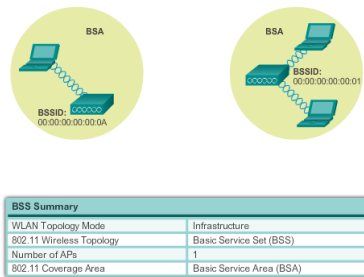 BSA
BSSID:
00:00:00:00:00:0A
BSA
BSSID:
00:00:00:00:00:01
BSS Summary
WLAN Topology Mode Infrastructure
802.11 Wireless Topology Basic Service Set (BSS)
Number of APs 1
802.11 Coverage Area Basic Service Area (BSA)